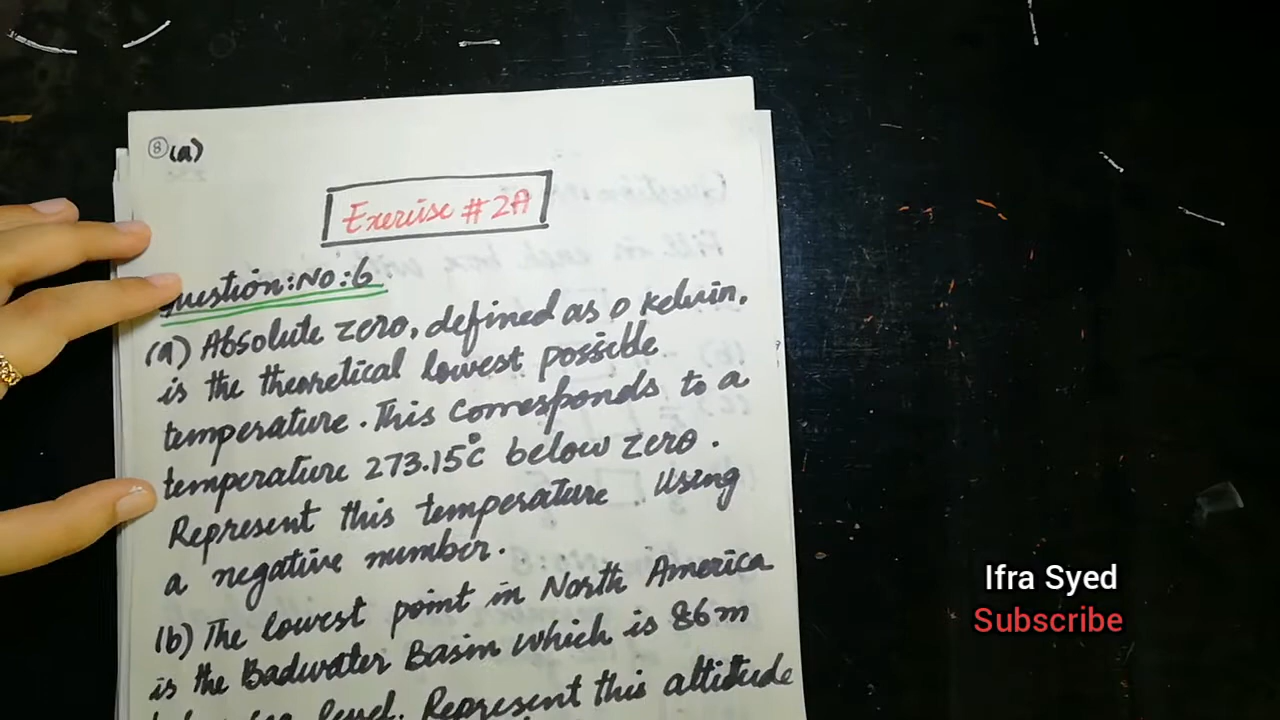 8 (a)
Exercise #2A
Question:No:6
(a) Absolute zero, defined as 0 kelvin,
is the theoretical lowest possible
temperature. This corresponds to a
temperature 273.15°C below zero.
Represent this temperature using
a negative number.
(b) The lowest point in North America
is the Badwater Basin which is 86m
level. Represent this altitude
Ifra Syed
Subscribe